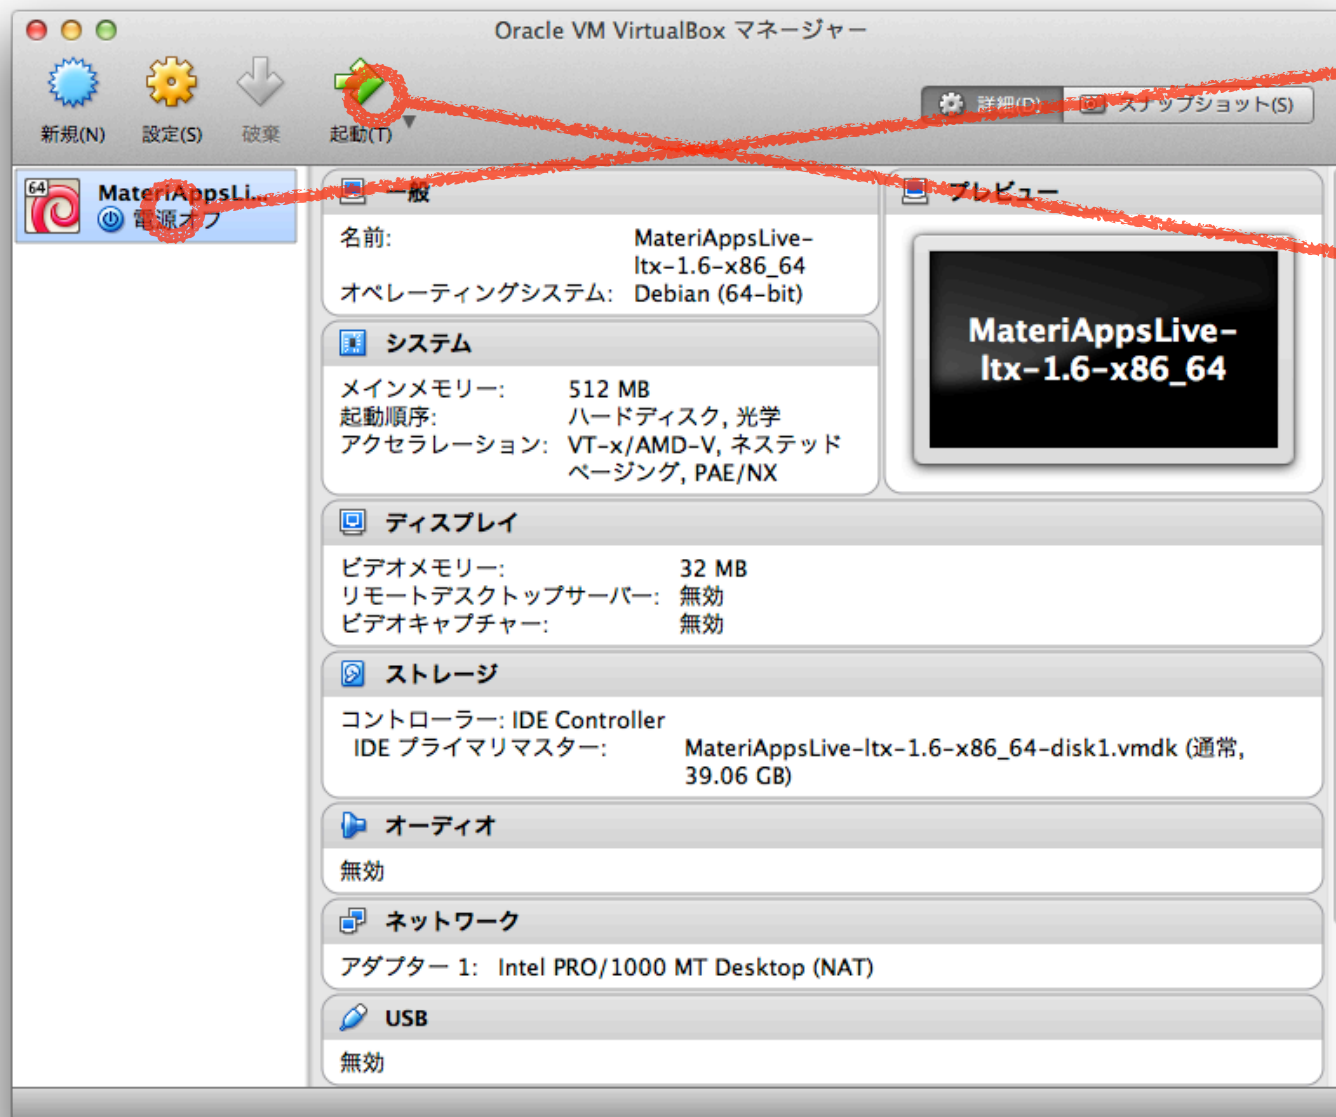 Oracle VM VirtualBox マネージャー
新規(N)
設定(S)
破棄
起動(T)
詳細(D)
スナップショット(S)
64
MateriAppsLi...
電源オフ
一般
名前:
MateriAppsLive-
ltx-1.6-x86_64
オペレーティングシステム: Debian (64-bit)
プレビュー
MateriAppsLive-
ltx-1.6-x86_64
システム
メインメモリー: 512 MB
起動順序: ハードディスク, 光学
アクセラレーション: VT-x/AMD-V, ネステッド
ページング, PAE/NX
ディスプレイ
ビデオメモリー: 32 MB
リモートデスクトップサーバー: 無効
ビデオキャプチャー: 無効
ストレージ
コントローラー: IDE Controller
IDE プライマリマスター: MateriAppsLive-ltx-1.6-x86_64-disk1.vmdk (通常,
39.06 GB)
オーディオ
無効
ネットワーク
アダプター 1: Intel PRO/1000 MT Desktop (NAT)
USB
無効